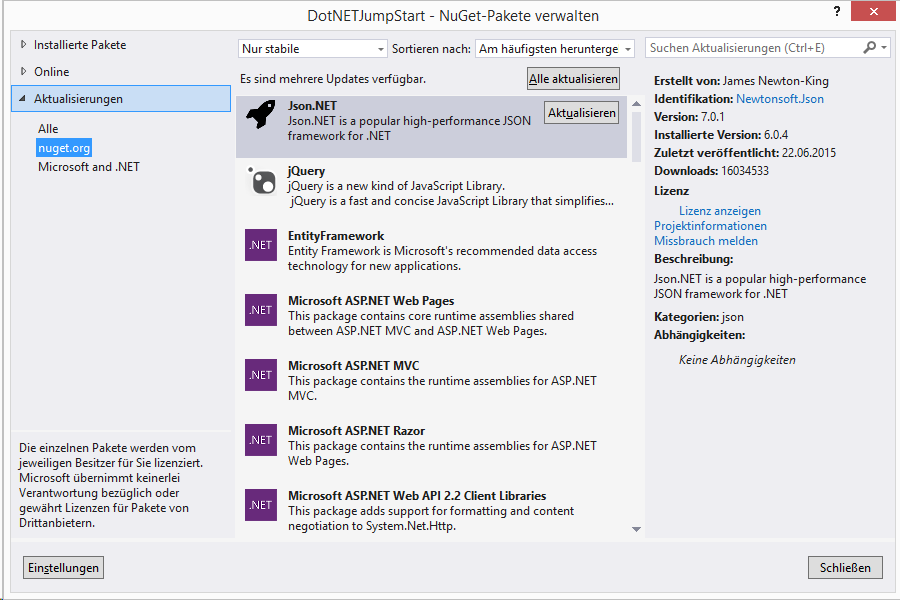 DotNETJumpStart - NuGet-Pakete verwalten
?
Installierte Pakete
Online
Aktualisierungen
Alle
nuget.org
Microsoft and .NET
Die einzelnen Pakete werden vom
jeweiligen Besitzer für Sie lizenziert.
Microsoft übernimmt keinerlei
Verantwortung bezüglich oder
gewährt Lizenzen für Pakete von
Drittanbietern.
Nur stabile
Sortieren nach:
Am häufigsten herunterge
Es sind mehrere Updates verfügbar.
Alle aktualisieren
Json.NET
Json.NET is a popular high-performance JSON
framework for .NET
Aktualisieren
jQuery
jQuery is a new kind of JavaScript Library.
jQuery is a fast and concise JavaScript Library that simplifies...
.NET
EntityFramework
Entity Framework is Microsoft's recommended data access
technology for new applications.
.NET
Microsoft ASP.NET Web Pages
This package contains core runtime assemblies shared
between ASP.NET MVC and ASP.NET Web Pages.
.NET
Microsoft ASP.NET MVC
This package contains the runtime assemblies for ASP.NET
MVC.
.NET
Microsoft ASP.NET Razor
This package contains the runtime assemblies for ASP.NET
Web Pages.
.NET
Microsoft ASP.NET Web API 2.2 Client Libraries
This package adds support for formatting and content
negotiation to System.Net.Http.
Suchen Aktualisierungen (Ctrl+E)
Erstellt von: James Newton-King
Identifikation: Newtonsoft.Json
Version: 7.0.1
Installierte Version: 6.0.4
Zuletzt veröffentlicht: 22.06.2015
Downloads: 16034533
Lizenz
Lizenz anzeigen
Projektinformationen
Missbrauch melden
Beschreibung:
Json.NET is a popular high-performance
JSON framework for .NET
Kategorien: json
Abhängigkeiten:
Keine Abhängigkeiten
Einstellungen
Schließen